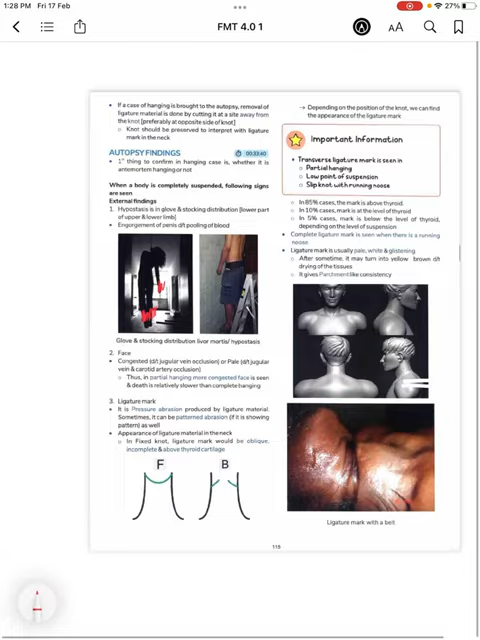 1:28 PM Fri 17 Feb
27%
FMT 4.0 1
AA
• If a case of hanging is brought to the autopsy, removal of
ligature material is done by cutting it at a site away from
the knot [preferably at opposite side of knot]
○ Knot should be preserved to interpret with ligature
mark in the neck
AUTOPSY FINDINGS
00:33:40
• 1st thing to confirm in hanging case is, whether it is
antemortem hanging or not
When a body is completely suspended, following signs
are seen
External findings
1. Hypostasis is in glove & stocking distribution [lower part
of upper & lower limb]
• Engorgement of penis d/t pooling of blood
Glove & stocking distribution livor mortis/ hypostasis
2. Face
• Congested (d/t jugular vein occlusion) or Pale (d/t jugular
vein & carotid artery occlusion)
○ Thus, in partial hanging more congested face is seen
& death is relatively slower than complete hanging
3. Ligature mark
• It is Pressure abrasion produced by ligature material.
Sometimes, it can be patterned abrasion (if it is showing
pattern) as well
• Appearance of ligature material in the neck
○ In Fixed knot, ligature mark would be oblique,
incomplete & above thyroid cartilage
F B
→ Depending on the position of the knot, we can find
the appearance of the ligature mark
Important Information
• Transverse ligature mark is seen in
○ Partial hanging
○ Low point of suspension
○ Slip knot with running noose
○ In 85% cases, the mark is above thyroid.
○ In 10% cases, mark is at the level of thyroid
○ In 5% cases, mark is below the level of thyroid,
depending on the level of suspension
• Complete ligature mark is seen when there is a running
noose
• Ligature mark is usually pale, white & glistening
○ After sometime, it may turn into yellow brown d/t
drying of the tissues
○ It gives Parchment like consistency
Ligature mark with a belt
118